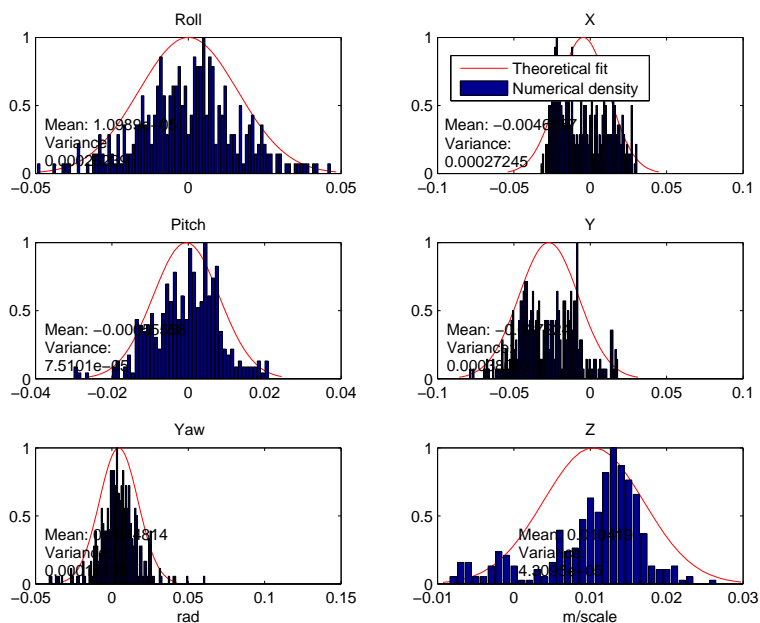 Roll
1
0.5
0
Mean:
Variance
−0.05 0 0.05
X
1
0.5
0
Theoretical fit
Numerical density
Mean:
Variance:
0.00027245
−0.1 −0.05 0 0.05 0.1
Pitch
1
0.5
0
Mean:
Variance:
7.5101e−05
−0.04 −0.02 0 0.02 0.04
Y
1
0.5
0
Mean:
Variance:
−0.1 −0.05 0 0.05 0.1
Yaw
1
0.5
0
Mean:
−0.05 0 0.05 0.1 0.15
rad
Z
1
0.5
0
Mean:
−0.01 0 0.01 0.02 0.03
m/scale